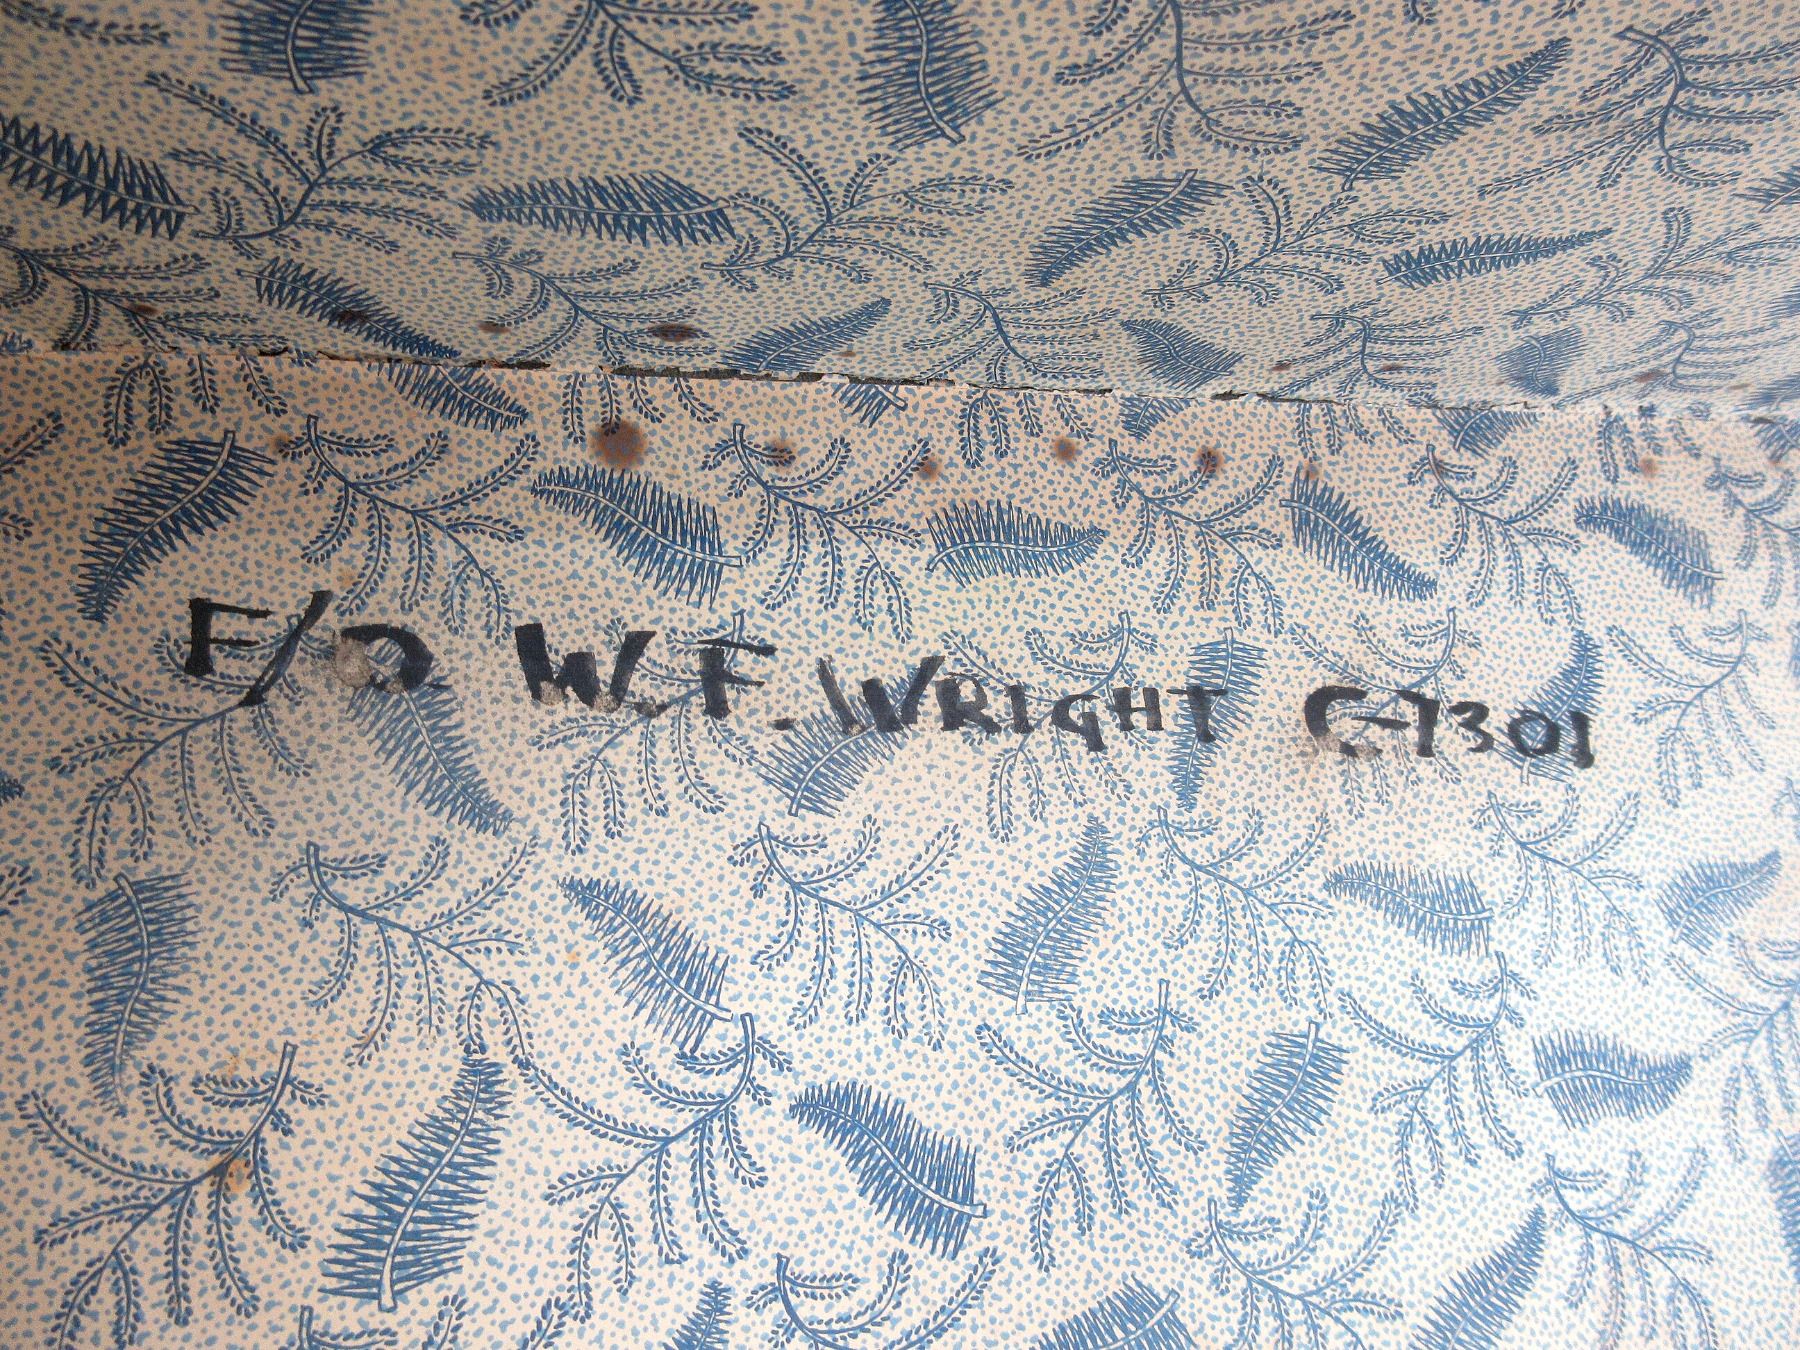 F/O. W. F. WRIGHT C-1301